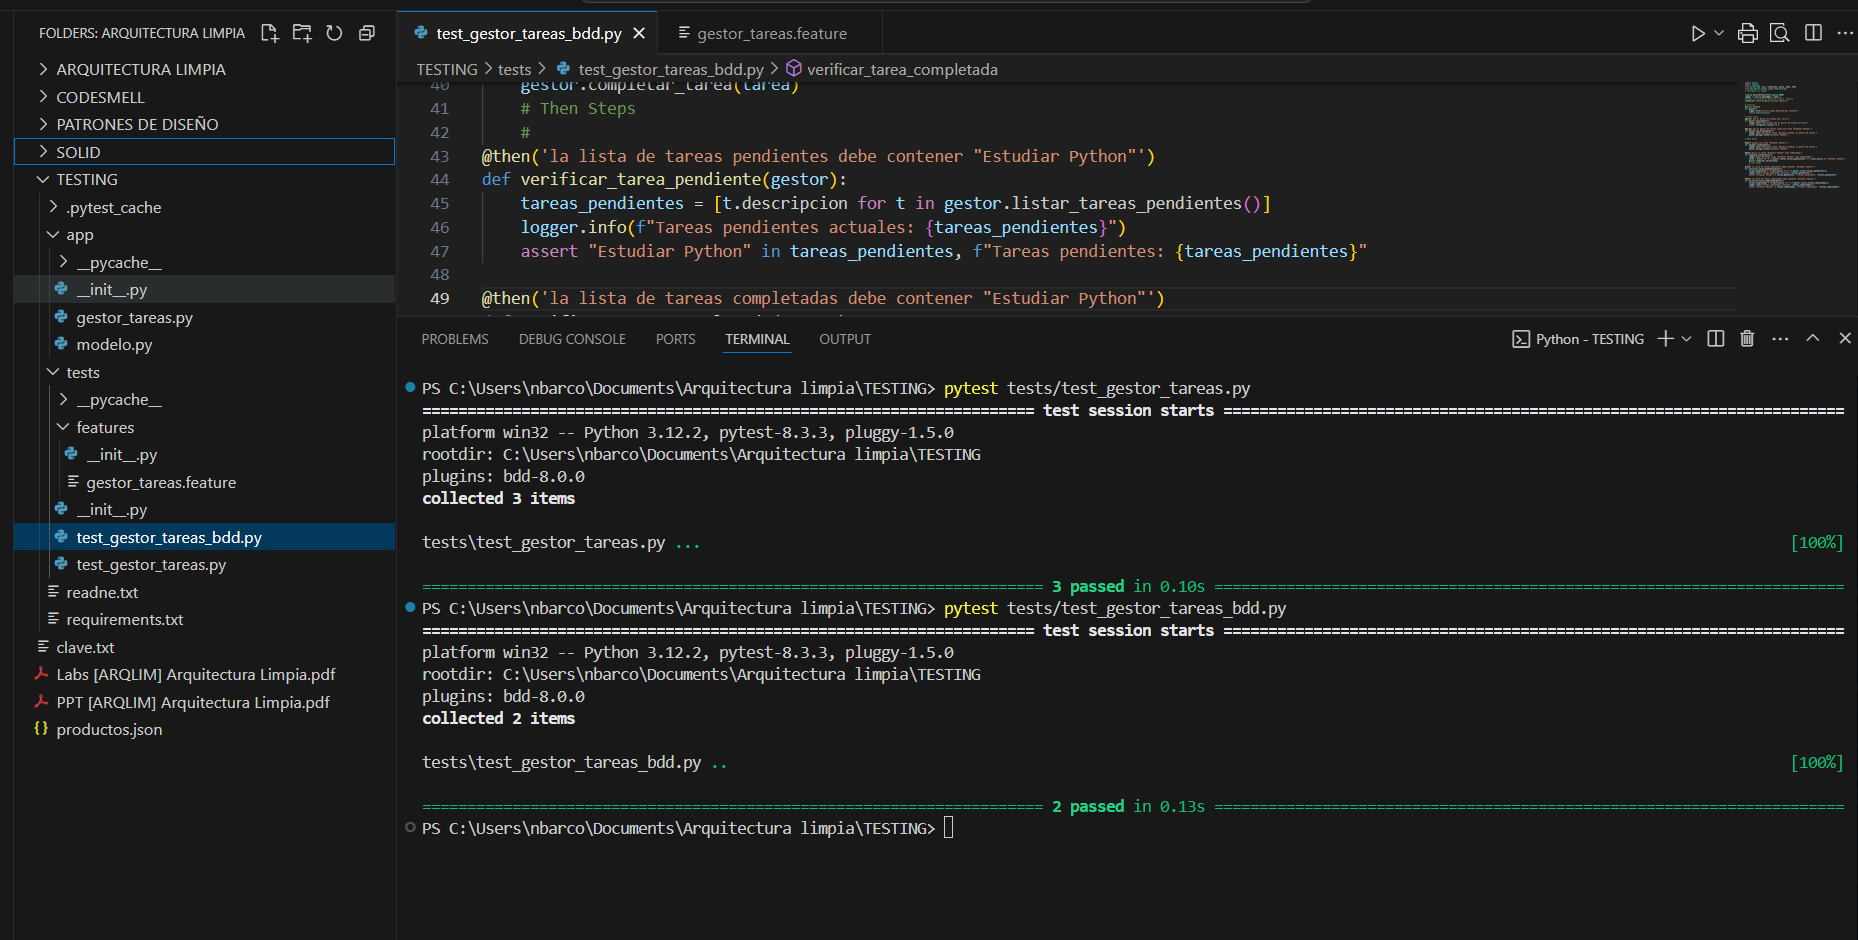 FOLDERS: ARQUITECTURA LIMPIA
ARQUITECTURA LIMPIA
CODESMELL
PATRONES DE DISEÑO
SOLID
TESTING
.pytest_cache
app
__pycache__
__init__.py
gestor_tareas.py
modelo.py
tests
__pycache__
features
__init__.py
gestor_tareas.feature
__init__.py
test_gestor_tareas_bdd.py
test_gestor_tareas.py
readne.txt
requirements.txt
clave.txt
Labs [ARQLIM] Arquitectura Limpia.pdf
PPT [ARQLIM] Arquitectura Limpia.pdf
productos.json
test_gestor_tareas_bdd.py
gestor_tareas.feature
TESTING > tests > test_gestor_tareas_bdd.py > verificar_tarea_completada
40 gestor.completar_tarea(tarea)
41 # Then Steps
42 #
43 @then('la lista de tareas pendientes debe contener "Estudiar Python"')
44 def verificar_tarea_pendiente(gestor):
45 tareas_pendientes = [t.descripcion for t in gestor.listar_tareas_pendientes()]
46 logger.info(f"Tareas pendientes actuales: {tareas_pendientes}")
47 assert "Estudiar Python" in tareas_pendientes, f"Tareas pendientes: {tareas_pendientes}"
48
49 @then('la lista de tareas completadas debe contener "Estudiar Python"')
PROBLEMS DEBUG CONSOLE PORTS TERMINAL OUTPUT
Python - TESTING
PS C:\Users\nbarco\Documents\Arquitectura limpia\TESTING> pytest tests/test_gestor_tareas.py
test session starts
platform win32 -- Python 3.12.2, pytest-8.3.3, pluggy-1.5.0
rootdir: C:\Users\nbarco\Documents\Arquitectura limpia\TESTING
plugins: bdd-8.0.0
collected 3 items
tests\test_gestor_tareas.py ... [100%]
3 passed in 0.10s
PS C:\Users\nbarco\Documents\Arquitectura limpia\TESTING> pytest tests/test_gestor_tareas_bdd.py
test session starts
platform win32 -- Python 3.12.2, pytest-8.3.3, pluggy-1.5.0
rootdir: C:\Users\nbarco\Documents\Arquitectura limpia\TESTING
plugins: bdd-8.0.0
collected 2 items
tests\test_gestor_tareas_bdd.py .. [100%]
2 passed in 0.13s
PS C:\Users\nbarco\Documents\Arquitectura limpia\TESTING>